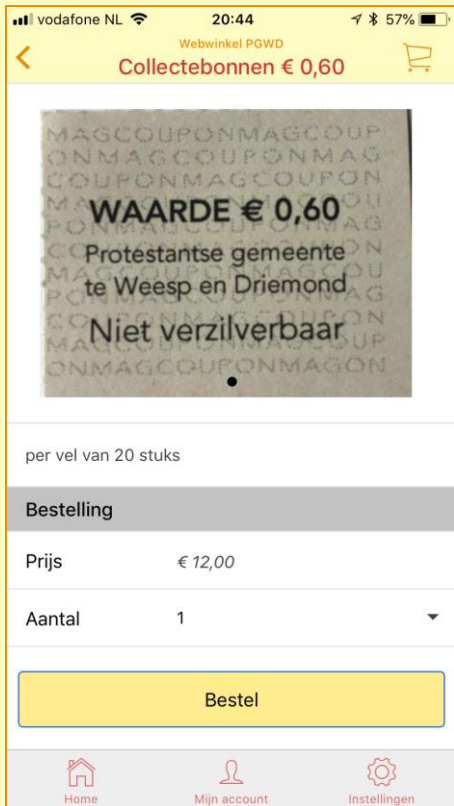 vodafone NL 20:44 57%
Webwinkel PGWD
Collectebonnen € 0,60
MAGCOUPONMAGCOUP
ONMAGCOUPONMAG
COUPONMAGCOUPON
WAARDE € 0,60
Protestantse gemeente
te Weesp en Driemond
Niet verzilverbaar
ONMAGCOUPONMAGON
per vel van 20 stuks
Bestelling
Prijs € 12,00
Aantal 1
Bestel
Home Mijn account Instellingen